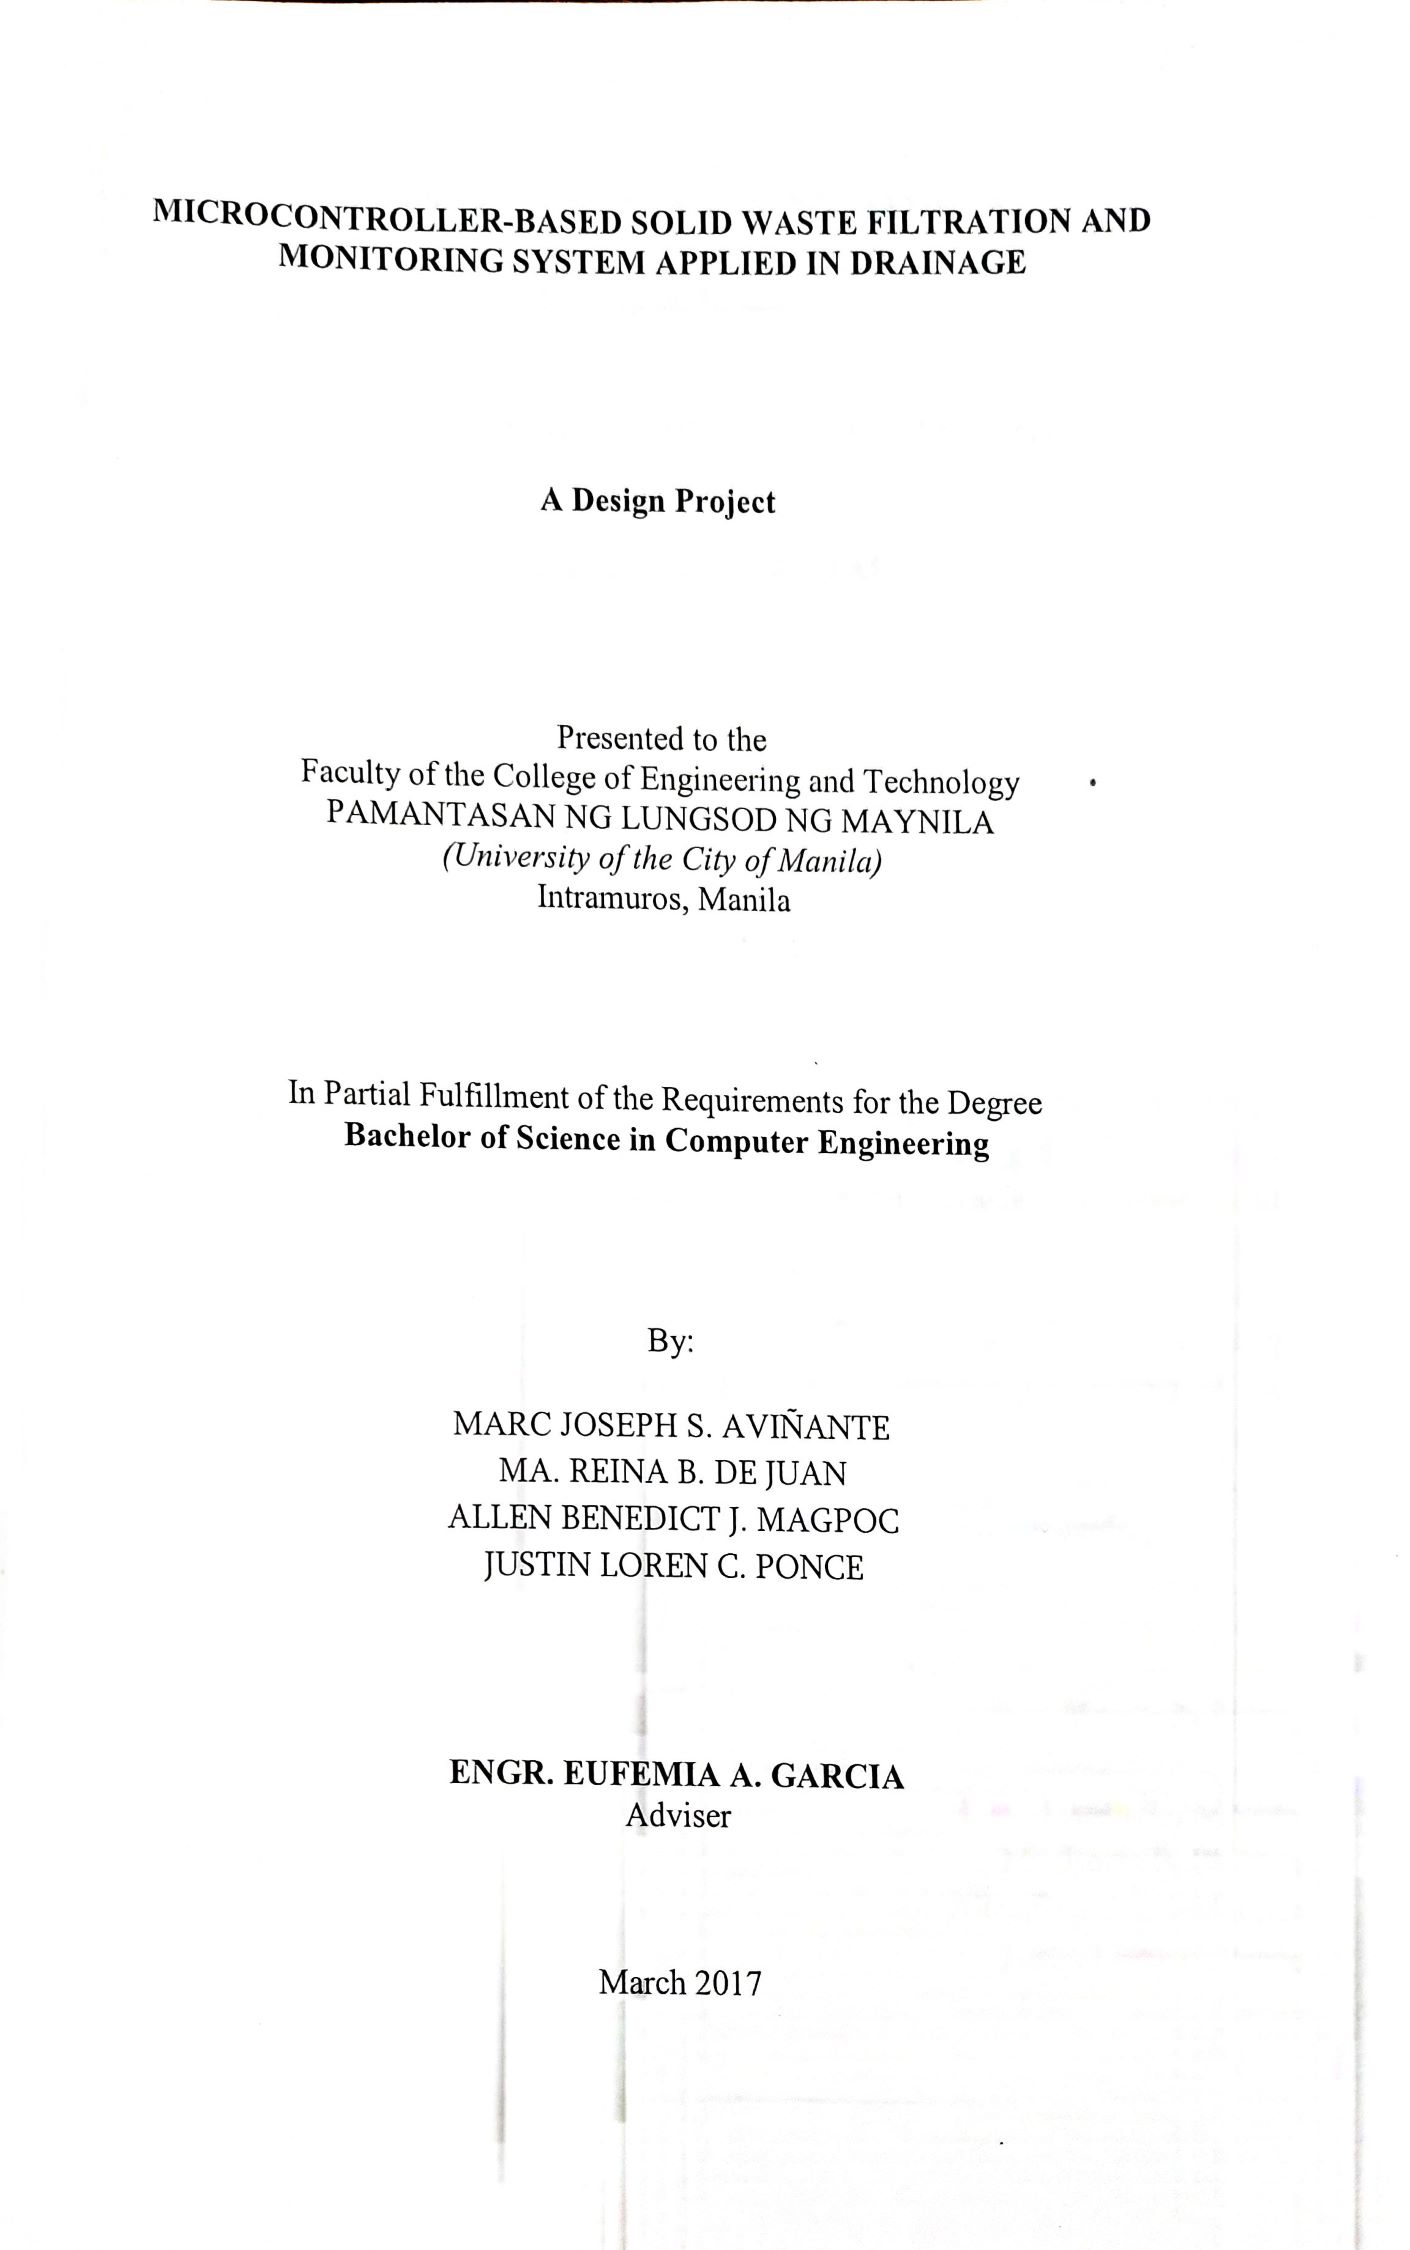 MICROCONTROLLER-BASED SOLID WASTE FILTRATION AND
MONITORING SYSTEM APPLIED IN DRAINAGE
A Design Project
Presented to the
Faculty of the College of Engineering and Technology
PAMANTASAN NG LUNGSOD NG MAYNILA
(University of the City of Manila)
Intramuros, Manila
In Partial Fulfillment of the Requirements for the Degree
Bachelor of Science in Computer Engineering
By:
MARC JOSEPH S. AVIÑANTE
MA. REINA B. DE JUAN
ALLEN BENEDICT J. MAGPOC
JUSTIN LOREN C. PONCE
ENGR. EUFEMIA A. GARCIA
Adviser
March 2017